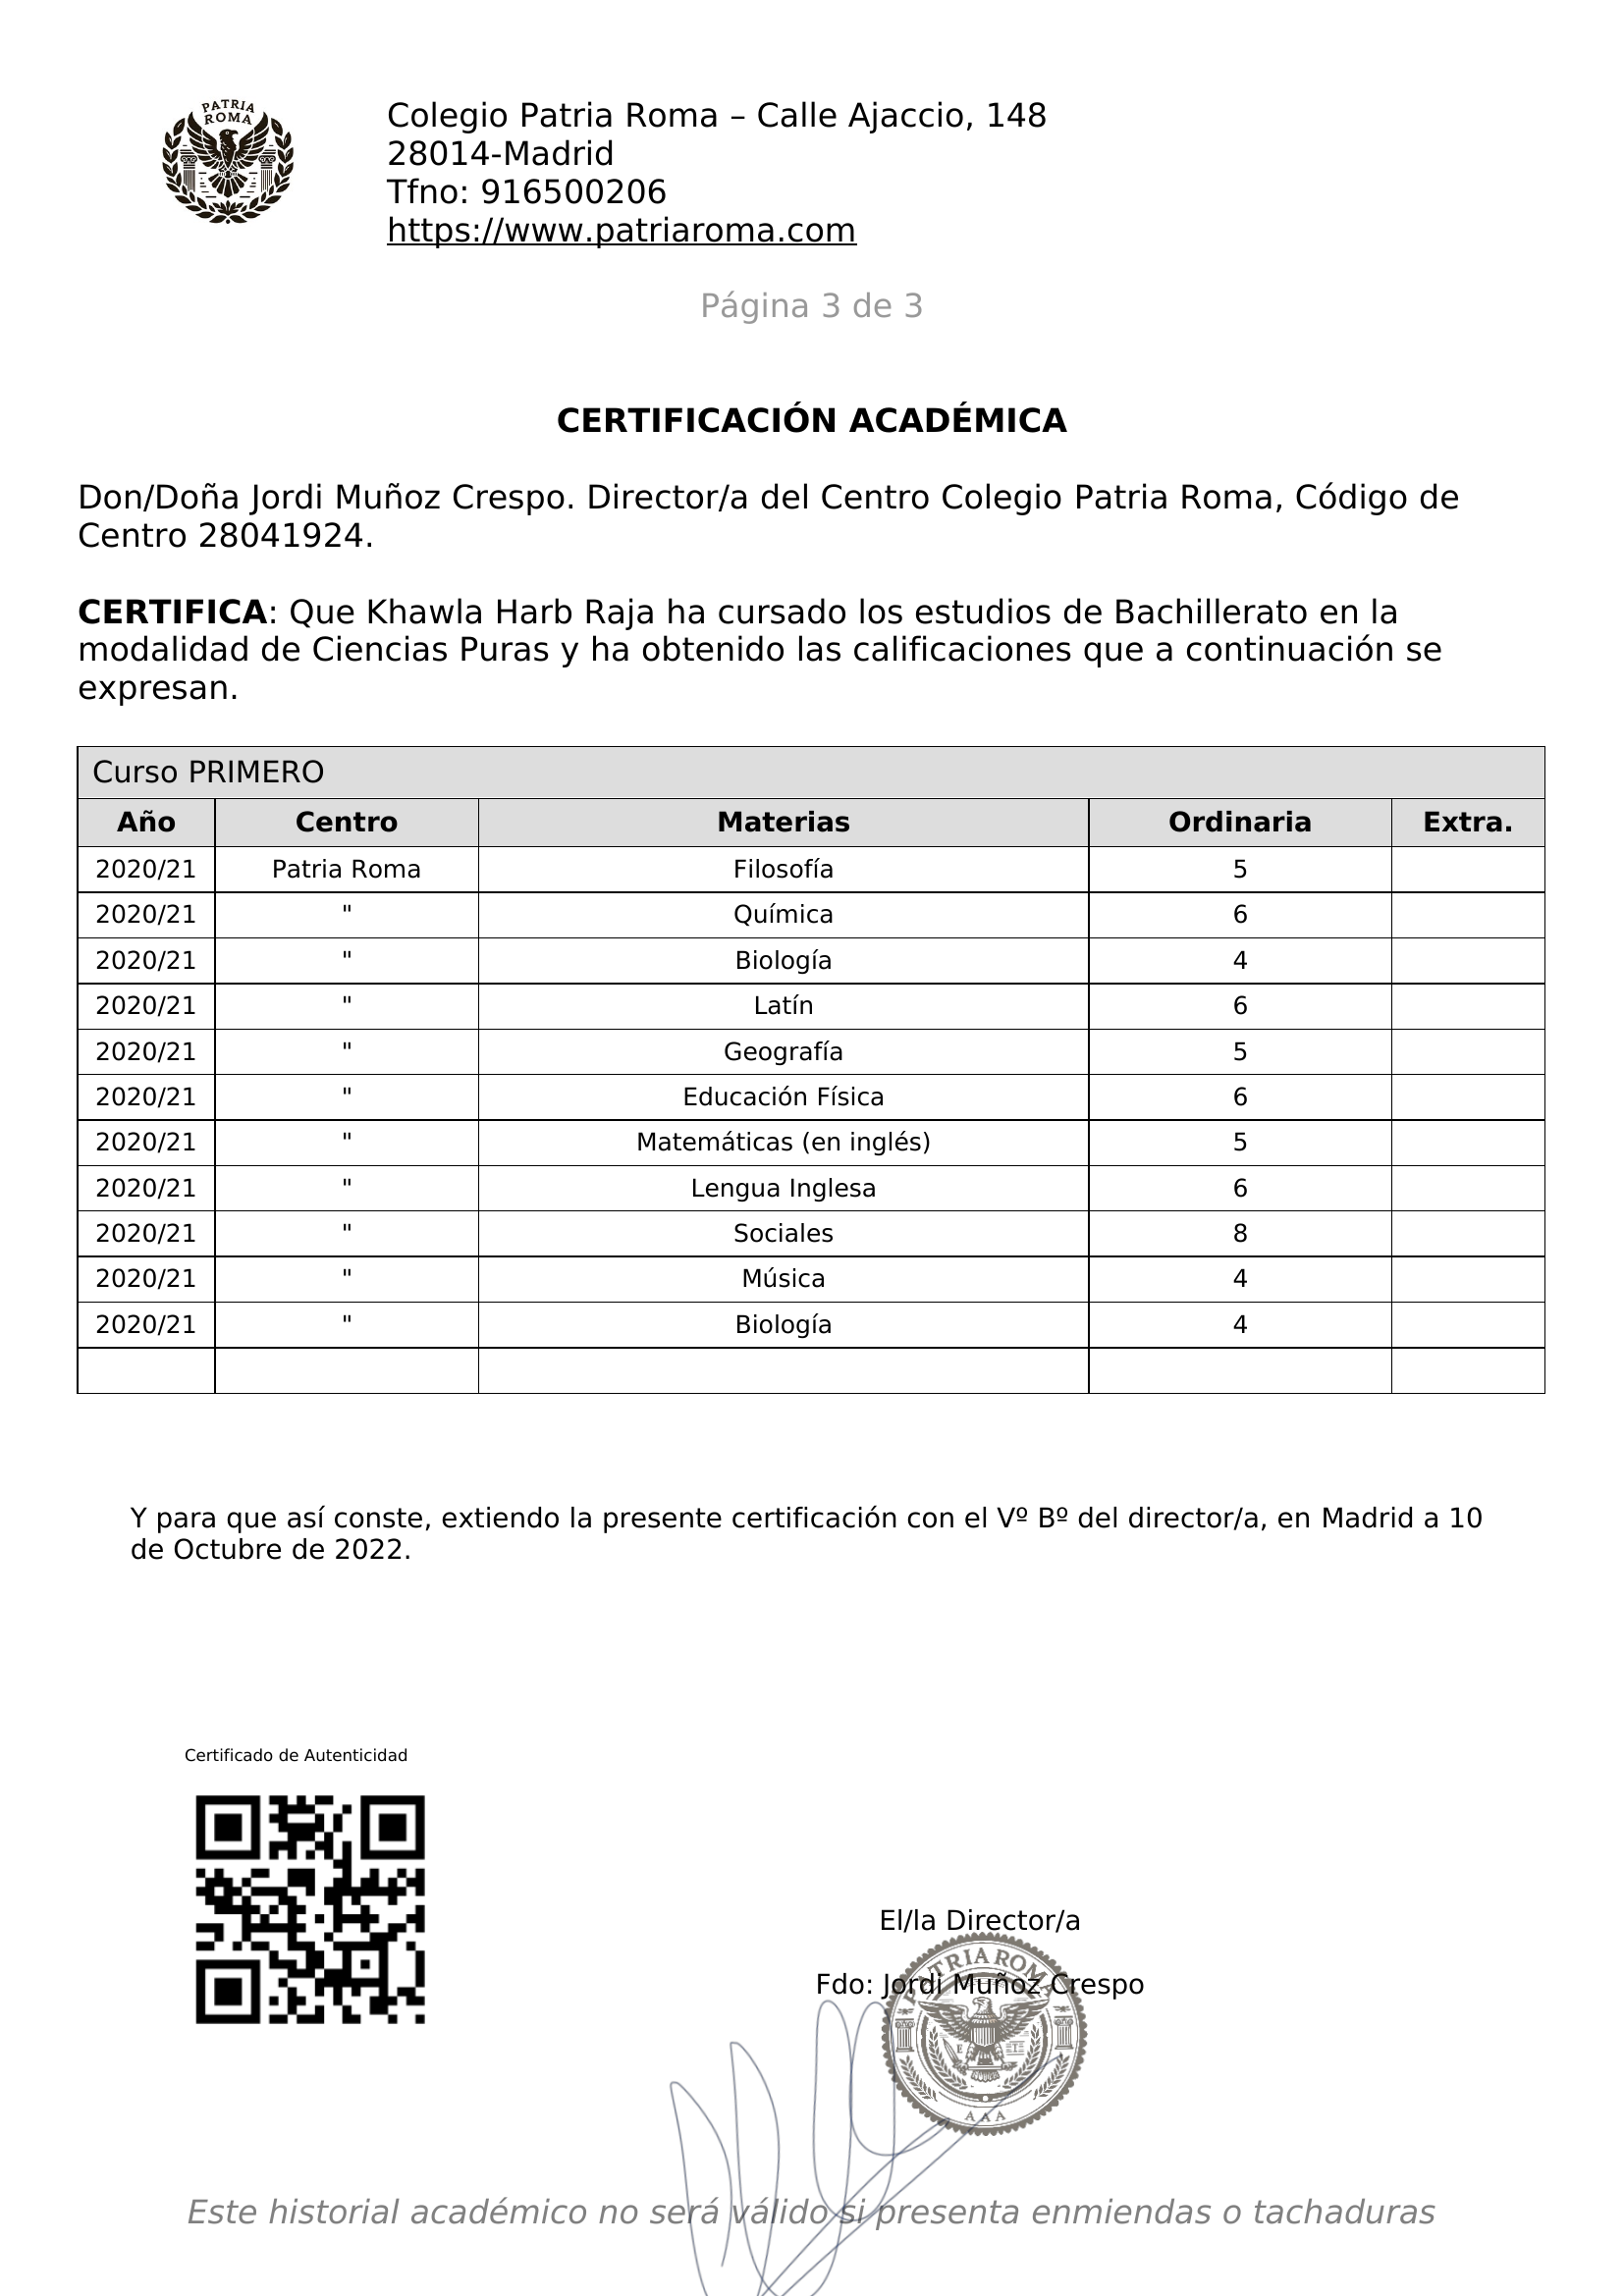 PATRIA
ROMA
Colegio Patria Roma – Calle Ajaccio, 148
28014-Madrid
Tfno: 916500206
https://www.patriaroma.com
Página 3 de 3
CERTIFICACIÓN ACADÉMICA
Don/Doña Jordi Muñoz Crespo. Director/a del Centro Colegio Patria Roma, Código de
Centro 28041924.
CERTIFICA: Que Khawla Harb Raja ha cursado los estudios de Bachillerato en la
modalidad de Ciencias Puras y ha obtenido las calificaciones que a continuación se
expresan.
Curso PRIMERO
Año Centro Materias Ordinaria Extra.
2020/21 Patria Roma Filosofía 5
2020/21 " Química 6
2020/21 " Biología 4
2020/21 " Latín 6
2020/21 " Geografía 5
2020/21 " Educación Física 6
2020/21 " Matemáticas (en inglés) 5
2020/21 " Lengua Inglesa 6
2020/21 " Sociales 8
2020/21 " Música 4
2020/21 " Biología 4
Y para que así conste, extiendo la presente certificación con el Vº Bº del director/a, en Madrid a 10
de Octubre de 2022.
Certificado de Autenticidad
El/la Director/a
Fdo: Jordi Muñoz Crespo
PATRIA ROMA
AAA
Este historial académico no será válido si presenta enmiendas o tachaduras